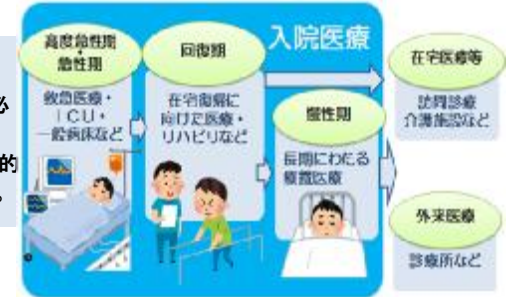 必
的
。
入院医療
高度急性期
・
急性期
救急医療・
ICU・
一般病床など
回復期
在宅復帰に
向けた医療・
リハビリなど
慢性期
長期にわたる
療養医療
在宅医療等
訪問診療
介護施設など
外来医療
診療所など